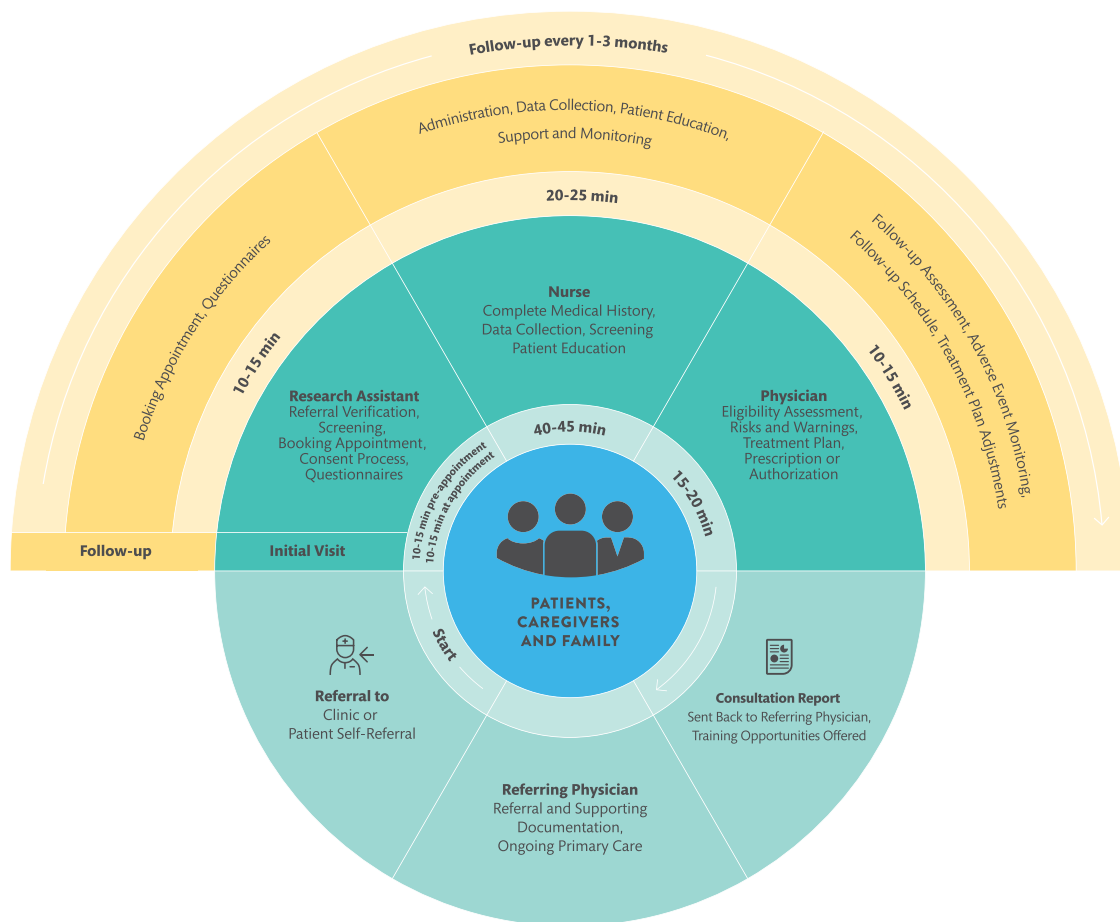 Follow-up every 1-3 months
Administration, Data Collection, Patient Education,
Support and Monitoring
20-25 min
Booking Appointment, Questionnaires
10-15 min
Follow-up Assessment, Adverse Event Monitoring,
Follow-up Schedule, Treatment Plan Adjustments
10-15 min
Nurse
Complete Medical History,
Data Collection, Screening
Patient Education
Research Assistant
Referral Verification,
Screening,
Booking Appointment,
Consent Process,
Questionnaires
Physician
Eligibility Assessment,
Risks and Warnings,
Treatment Plan,
Prescription or
Authorization
40-45 min
10-15 min pre-appointment
10-15 min at appointment
15-20 min
Follow-up
Initial Visit
PATIENTS,
CAREGIVERS
AND FAMILY
Start
Referral to
Clinic or
Patient Self-Referral
Consultation Report
Sent Back to Referring Physician,
Training Opportunities Offered
Referring Physician
Referral and Supporting
Documentation,
Ongoing Primary Care